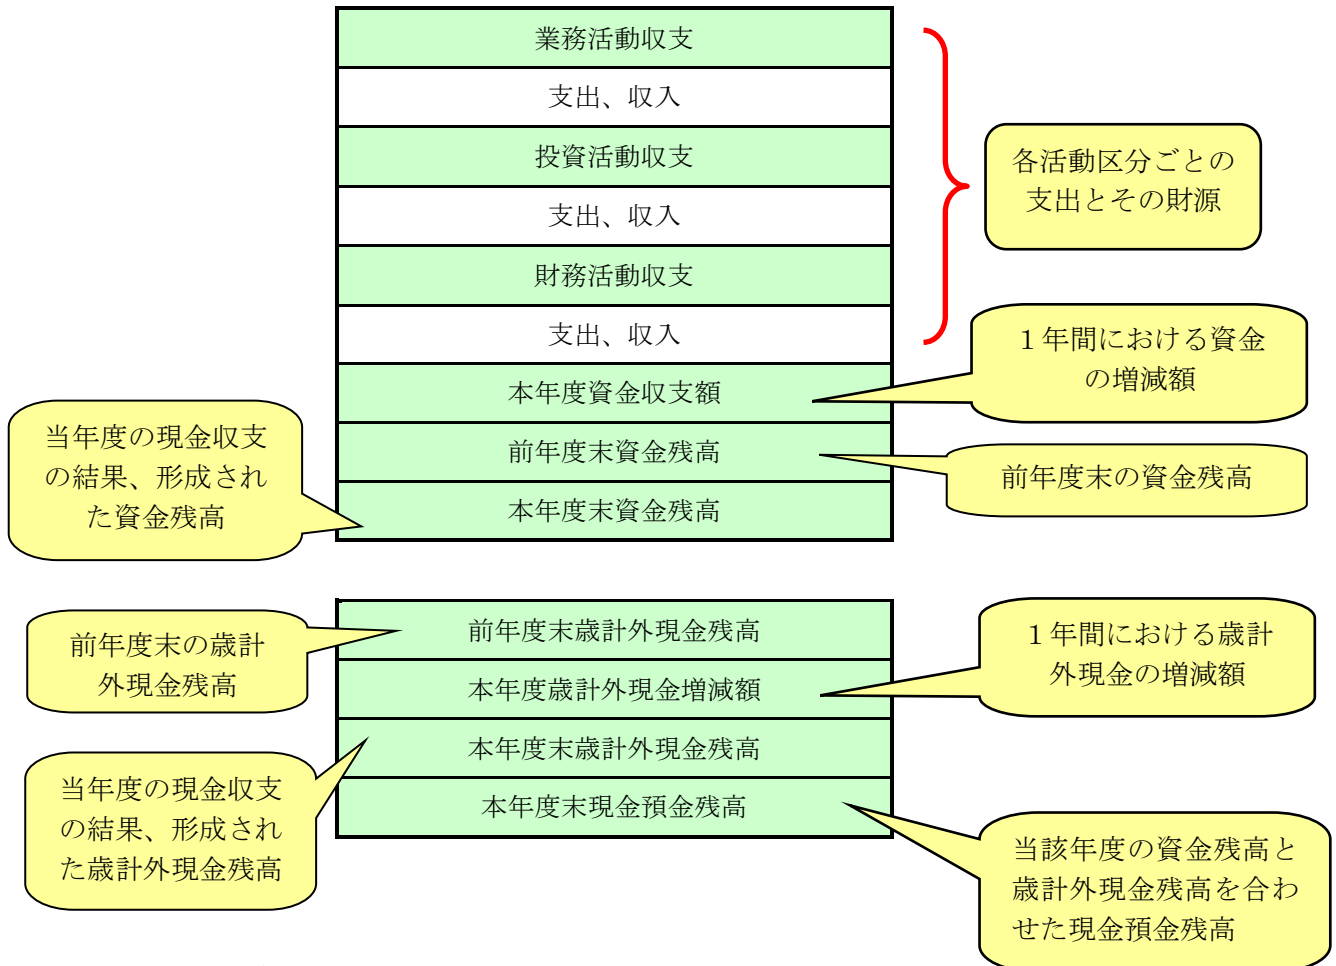 業務活動収支
支出、収入
投資活動収支
支出、収入
財務活動収支
支出、収入
本年度資金収支額
前年度末資金残高
本年度末資金残高
各活動区分ごとの
支出とその財源
１年間における資金
の増減額
前年度末の資金残高
当年度の現金収支
の結果、形成され
た資金残高
前年度末歳計外現金残高
本年度歳計外現金増減額
本年度末歳計外現金残高
本年度末現金預金残高
前年度末の歳計
外現金残高
１年間における歳計
外現金の増減額
当年度の現金収支
の結果、形成され
た歳計外現金残高
当該年度の資金残高と
歳計外現金残高を合わ
せた現金預金残高